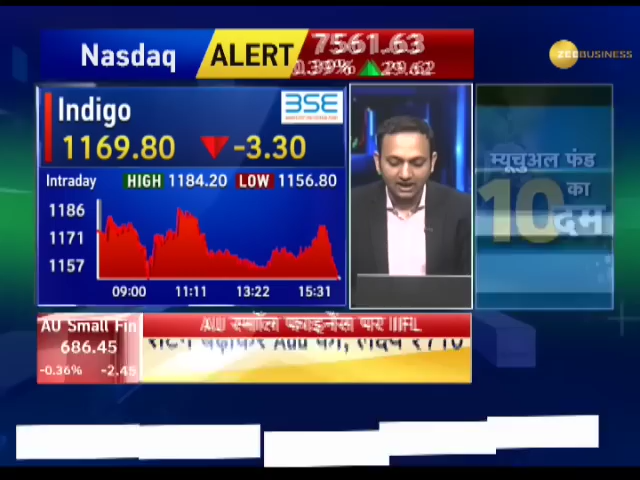 Nasdaq
ALERT
7561.63
0.39% 29.62
ZEE BUSINESS
Indigo
BSE
1169.80 -3.30
Intraday HIGH 1184.20 LOW 1156.80
1186
1171
1157
09:00 11:11 13:22 15:31
म्यूचुअल फंड
का
10 दम
AU Small Fin
686.45
-0.36% -2.45
AU स्मॉल फाइनेंस पर IIFL